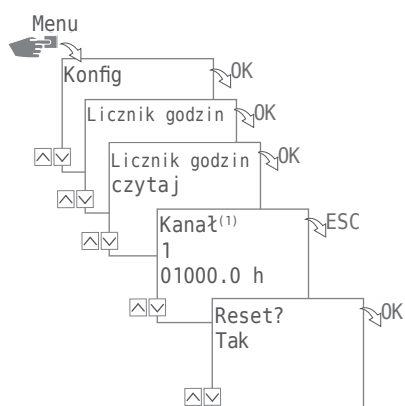 Menu
Konfig
OK
Licznik godzin
OK
Licznik godzin
czytaj
OK
Kanał(1)
1
01000.0 h
ESC
Reset?
Tak
OK